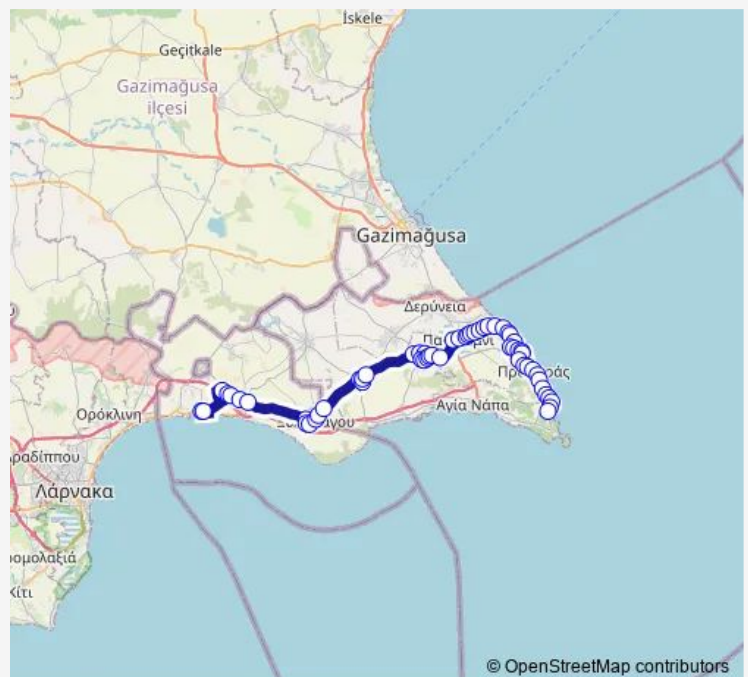 İskele
Geçitkale
Gazimağusa
ilçesi
Gazimağusa
Δερύνεια
Ορόκλινη
Αγία Νάπα
Λάρνακα
© OpenStreetMap contributors